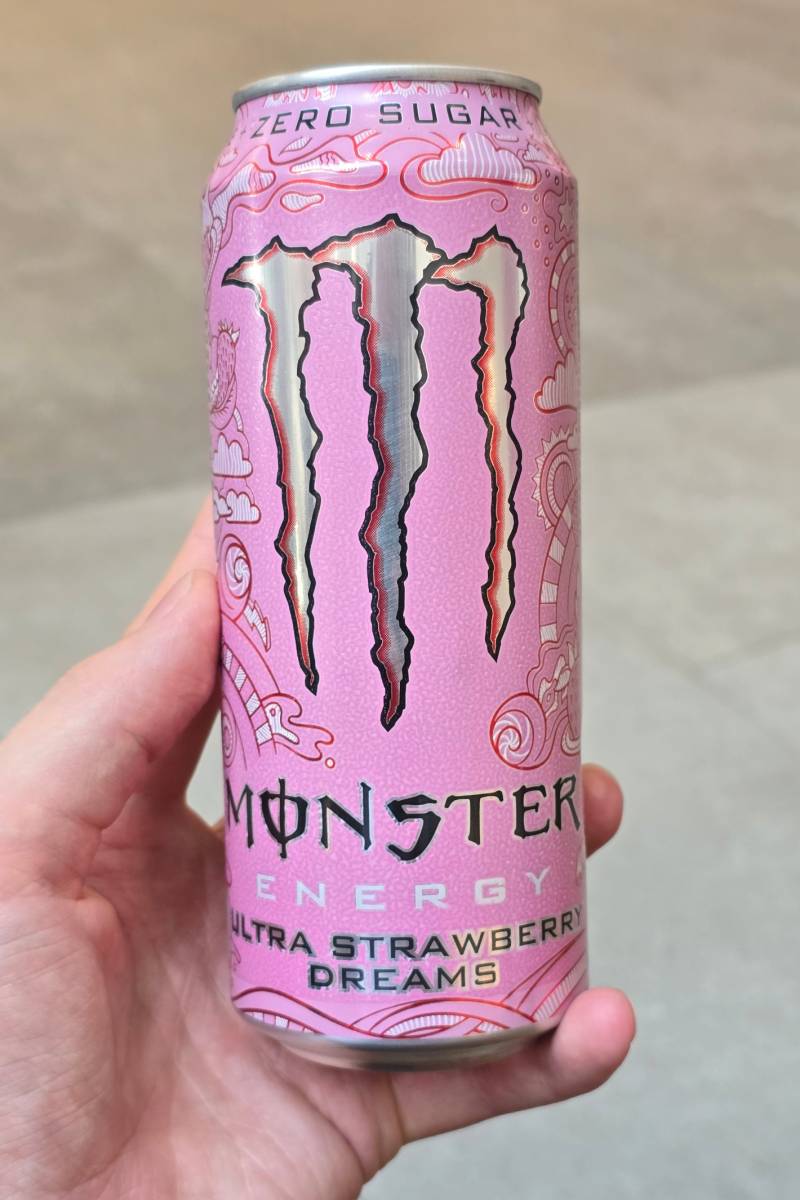 ZERO SUGAR
MONSTER
ENERGY
ULTRA STRAWBERRY
DREAMS